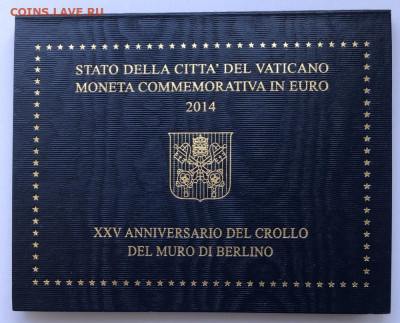 COINS.LAVE.RU
STATO DELLA CITTA' DEL VATICANO
MONETA COMMEMORATIVA IN EURO
2014
XXV ANNIVERSARIO DEL CROLLO
DEL MURO DI BERLINO